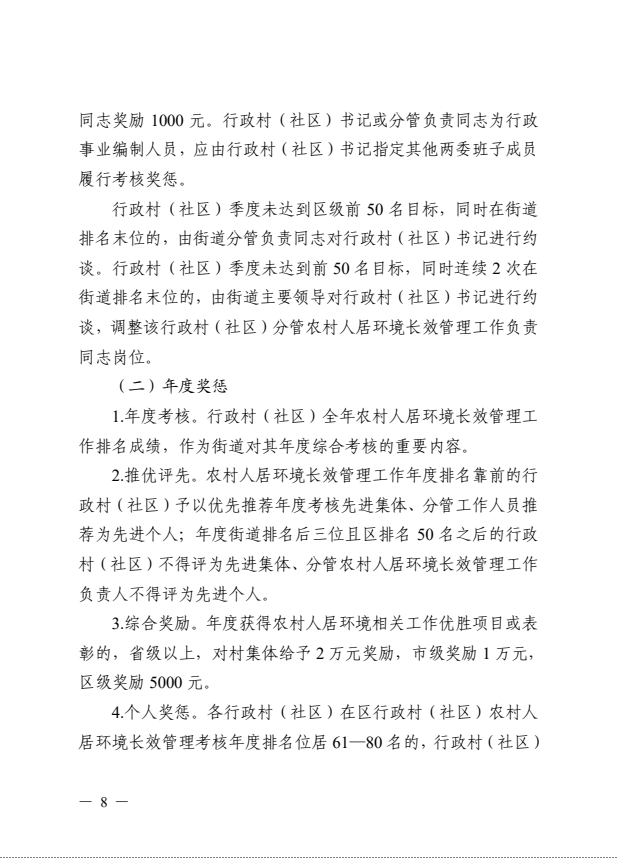 同志奖励 1000 元。行政村（社区）书记或分管负责同志为行政
事业编制人员，应由行政村（社区）书记指定其他两委班子成员
履行考核奖惩。
行政村（社区）季度未达到区级前 50 名目标，同时在街道
排名末位的，由街道分管负责同志对行政村（社区）书记进行约
谈。行政村（社区）季度未达到前 50 名目标，同时连续 2 次在
街道排名末位的，由街道主要领导对行政村（社区）书记进行约
谈，调整该行政村（社区）分管农村人居环境长效管理工作负责
同志岗位。
（二）年度奖惩
1.年度考核。行政村（社区）全年农村人居环境长效管理工
作排名成绩，作为街道对其年度综合考核的重要内容。
2.推优评先。农村人居环境长效管理工作年度排名靠前的行
政村（社区）予以优先推荐年度考核先进集体、分管工作人员推
荐为先进个人；年度街道排名后三位且区排名 50 名之后的行政
村（社区）不得评为先进集体、分管农村人居环境长效管理工作
负责人不得评为先进个人。
3.综合奖励。年度获得农村人居环境相关工作优胜项目或表
彰的，省级以上，对村集体给予 2 万元奖励，市级奖励 1 万元，
区级奖励 5000 元。
4.个人奖惩。各行政村（社区）在区行政村（社区）农村人
居环境长效管理考核年度排名位居 61—80 名的，行政村（社区）
— 8 —